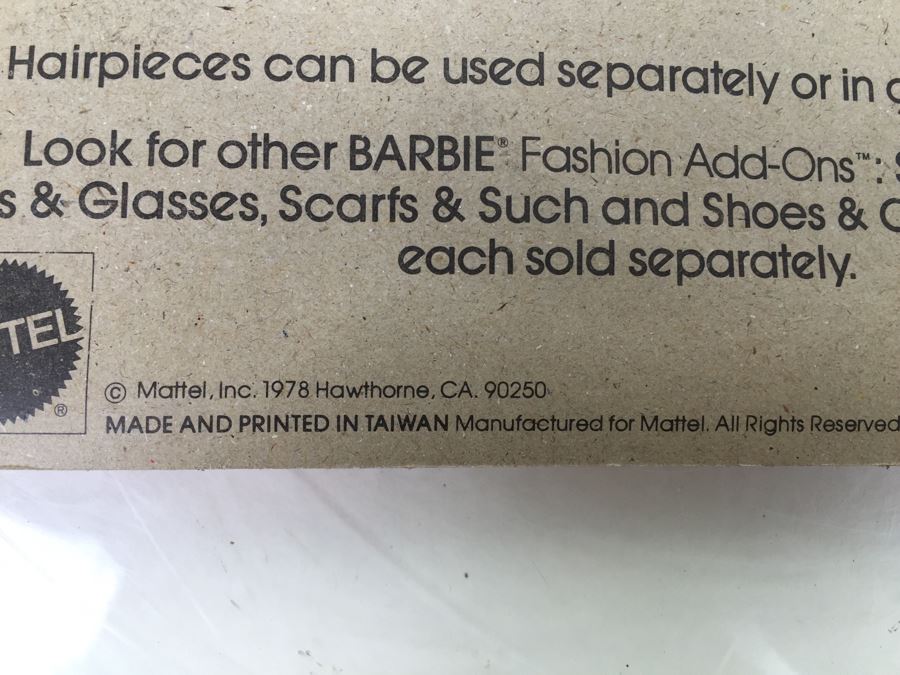 Hairpieces can be used separately or in
Look for other BARBIE® Fashion Add-Ons™:
& Glasses, Scarfs & Such and Shoes &
each sold separately.
TEL
®
© Mattel, Inc. 1978 Hawthorne, CA. 90250
MADE AND PRINTED IN TAIWAN Manufactured for Mattel. All Rights Reserved